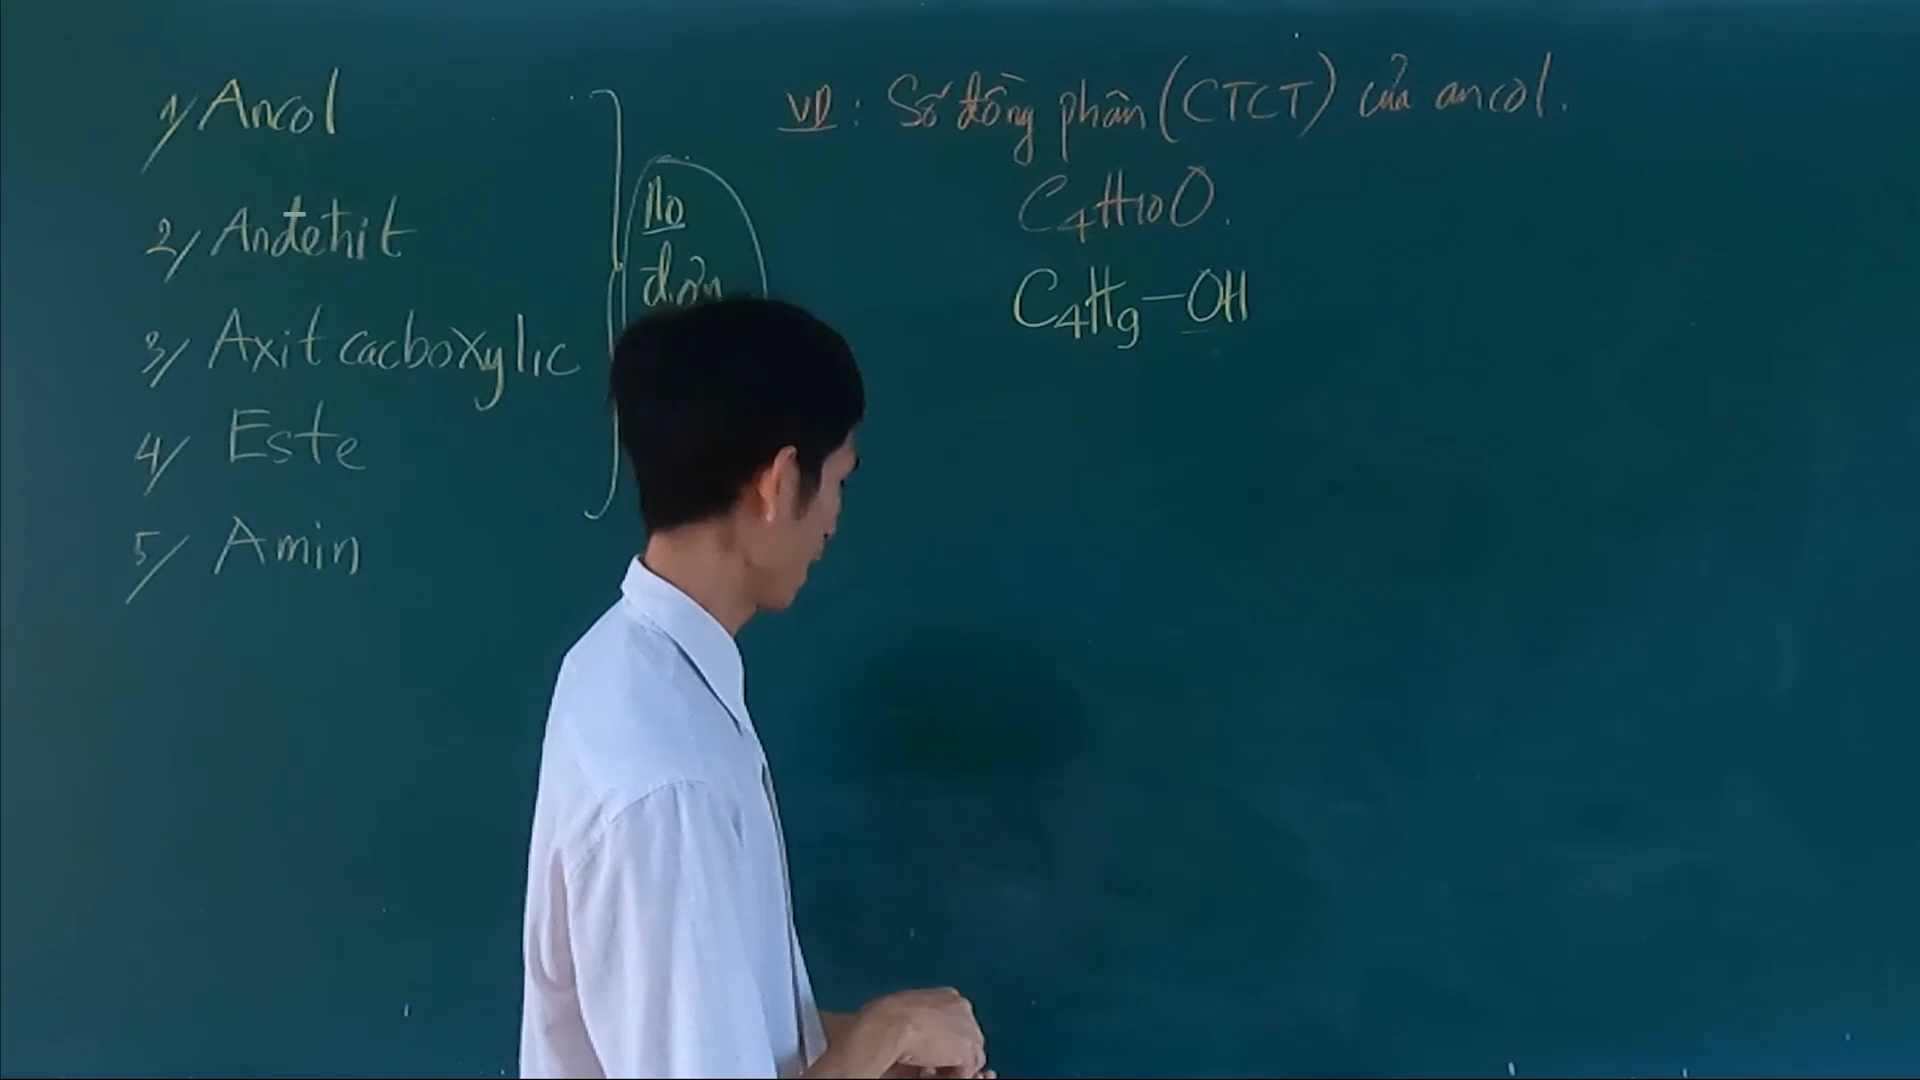 1/ Ancol
2/ Anđehit
3/ Axit cacboxylic
4/ Este
5/ Amin
no
đơn
VD: Số đồng phân (CTCT) của ancol.
C4H10O.
C4H9-OH